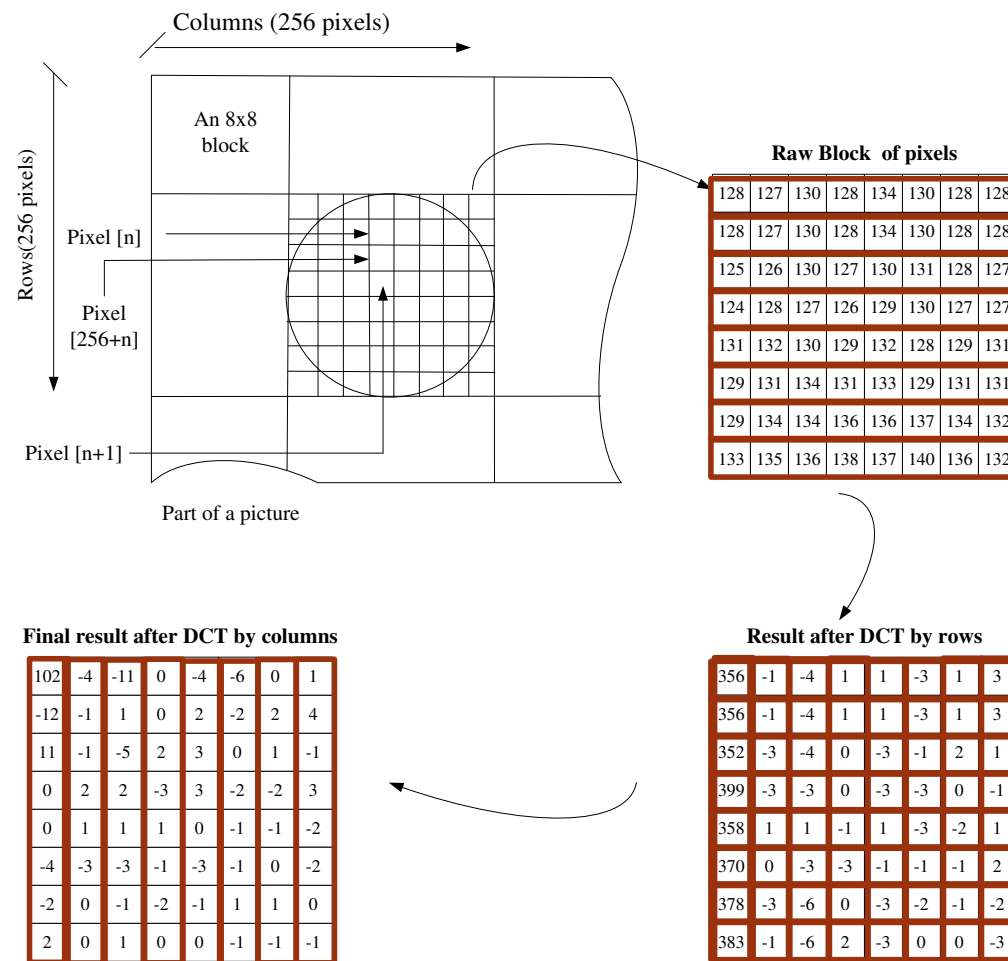 Columns (256 pixels)
Rows(256 pixels)
An 8x8
block
Pixel [n]
Pixel
[256+n]
Pixel [n+1]
Part of a picture
Raw Block of pixels
128 127 130 128 134 130 128 128
128 127 130 128 134 130 128 128
125 126 130 127 130 131 128 127
124 128 127 126 129 130 127 127
131 132 130 129 132 128 129 131
129 131 134 131 133 129 131 131
129 134 134 136 136 137 134 132
133 135 136 138 137 140 136 132
Final result after DCT by columns
102 -4 -11 0 -4 -6 0 1
-12 -1 1 0 2 -2 2 4
11 -1 -5 2 3 0 1 -1
0 2 2 -3 3 -2 -2 3
0 1 1 1 0 -1 -1 -2
-4 -3 -3 -1 -3 -1 0 -2
-2 0 -1 -2 -1 1 1 0
2 0 1 0 0 -1 -1 -1
Result after DCT by rows
356 -1 -4 1 1 -3 1 3
356 -1 -4 1 1 -3 1 3
352 -3 -4 0 -3 -1 2 1
399 -3 -3 0 -3 -3 0 -1
358 1 1 -1 1 -3 -2 1
370 0 -3 -3 -1 -1 -1 2
378 -3 -6 0 -3 -2 -1 -2
383 -1 -6 2 -3 0 0 -3